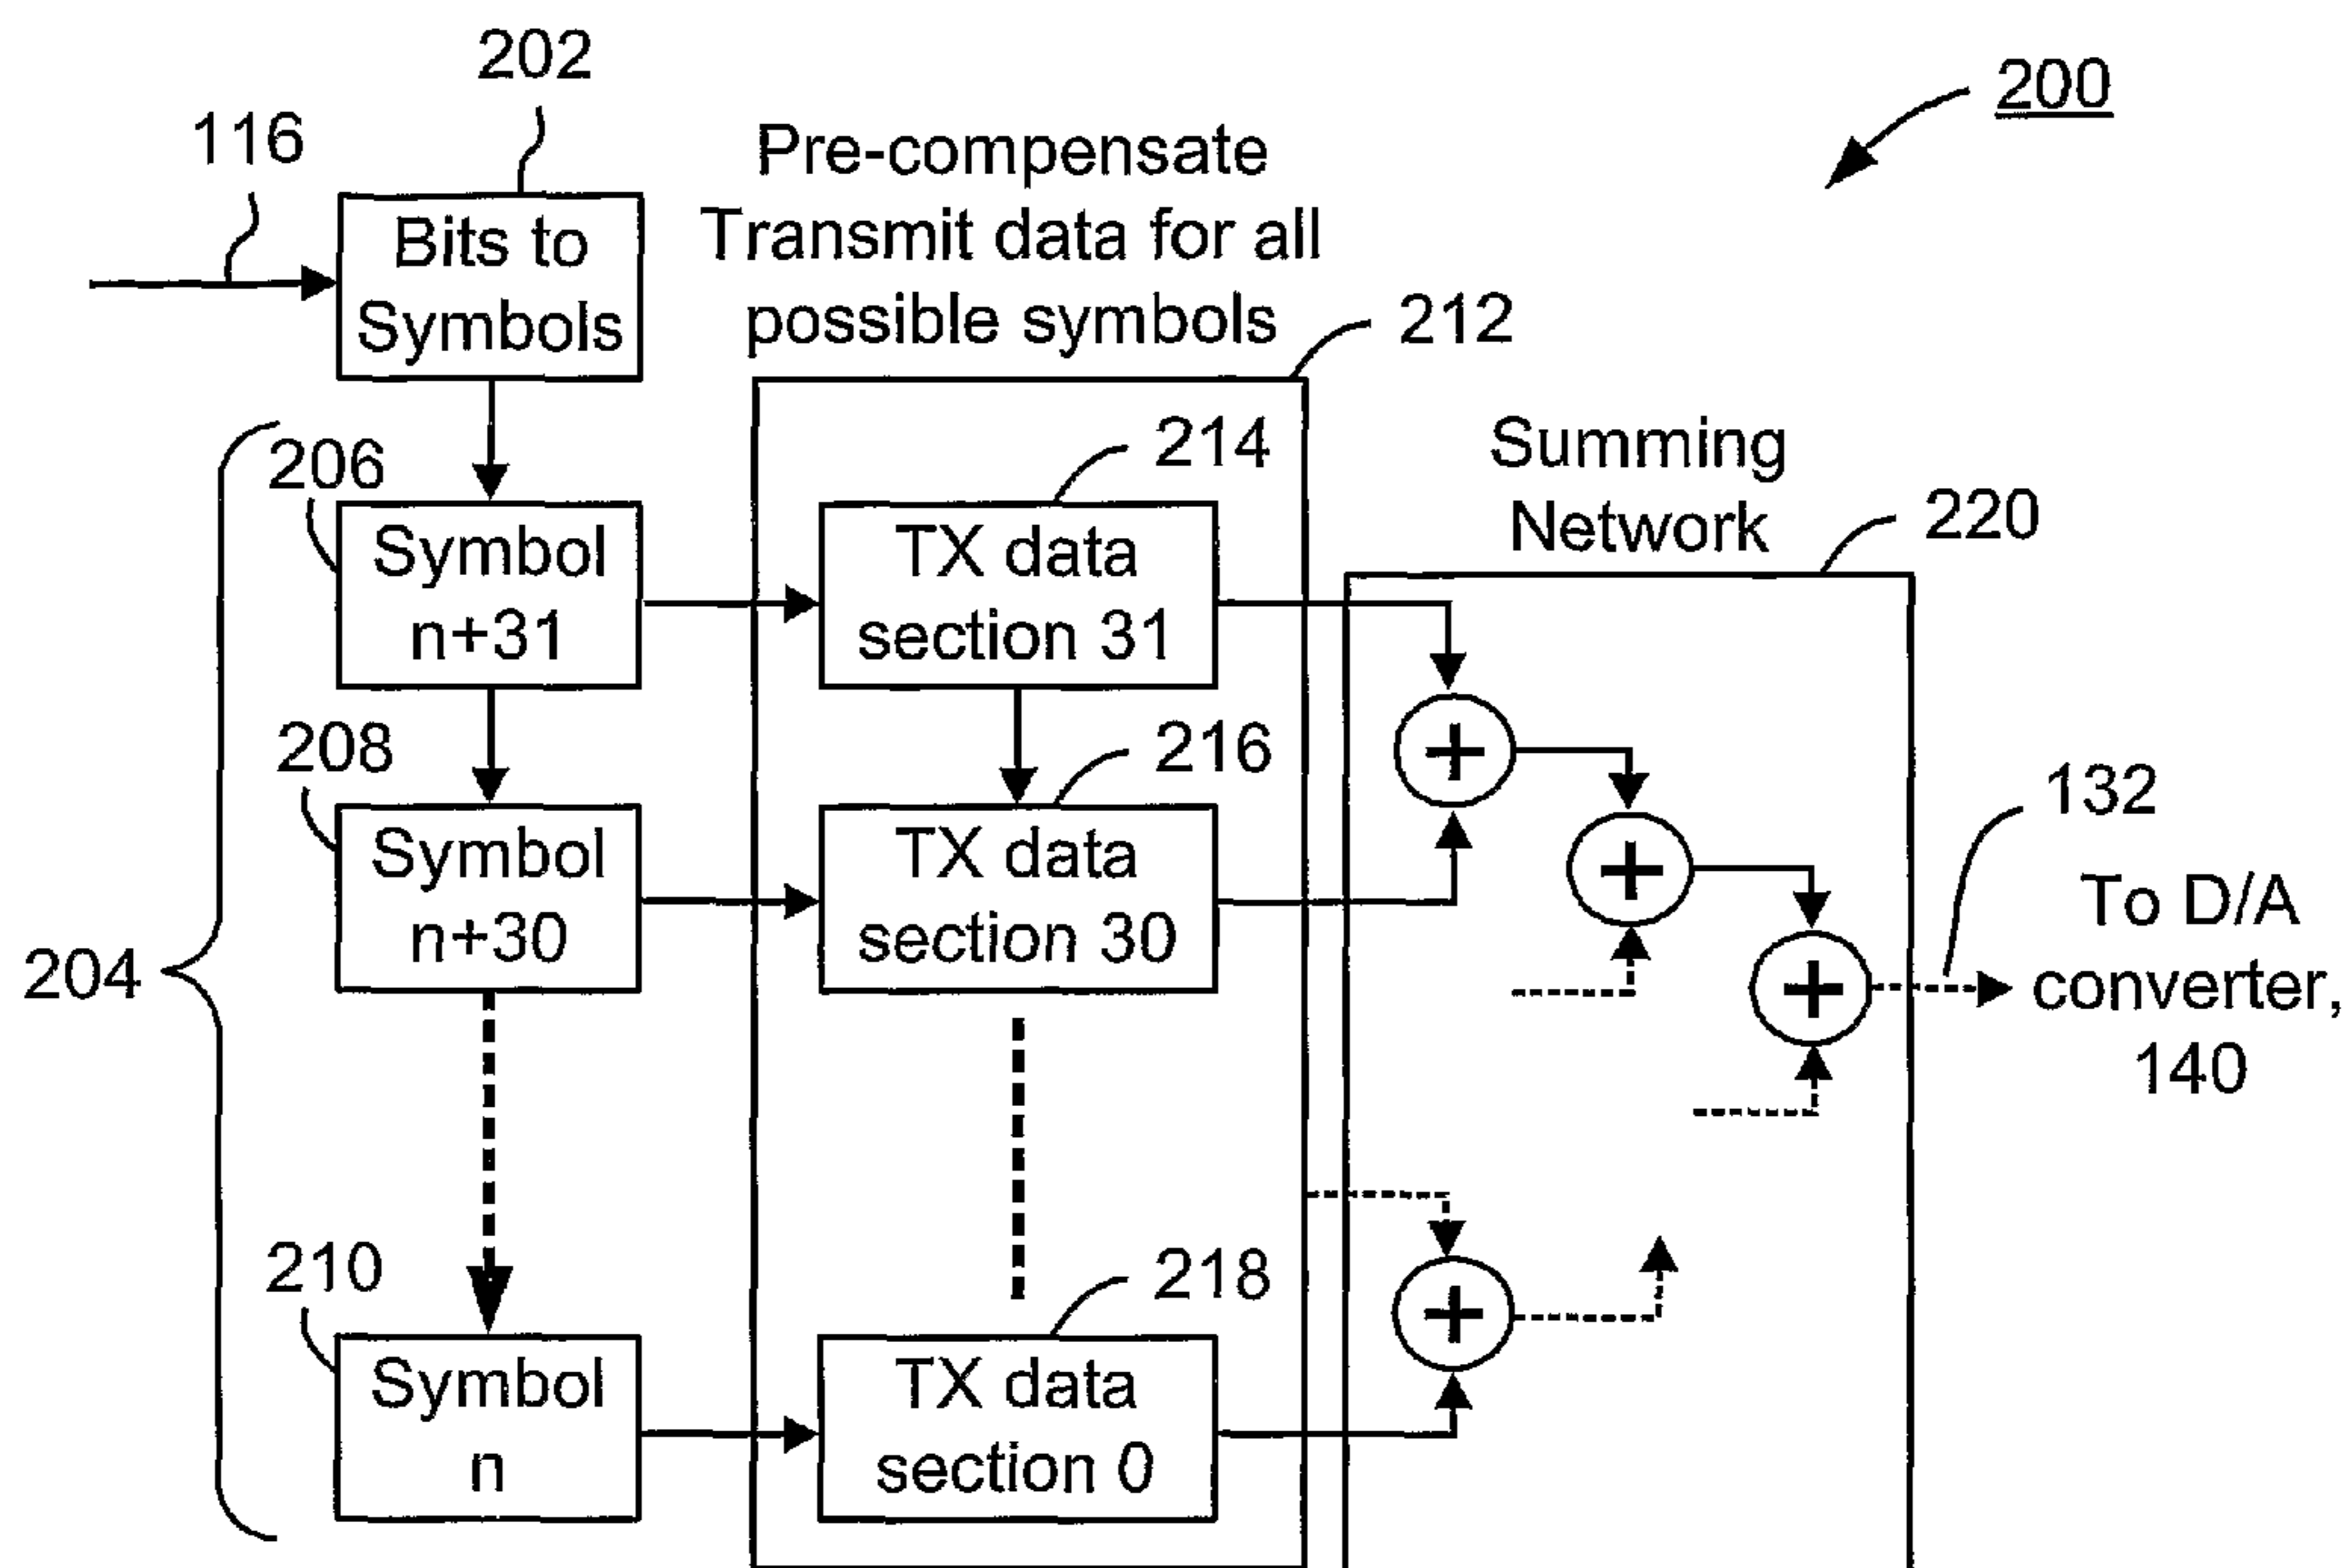 202
200
116
Pre-compensate
Transmit data for all
possible symbols
Bits to
Symbols
212
206
214
Summing
Network
220
Symbol
n+31
TX data
section 31
208
216
132
Symbol
n+30
TX data
section 30
204
To D/A
converter,
140
+
+
+
210
218
+
Symbol
n
TX data
section 0